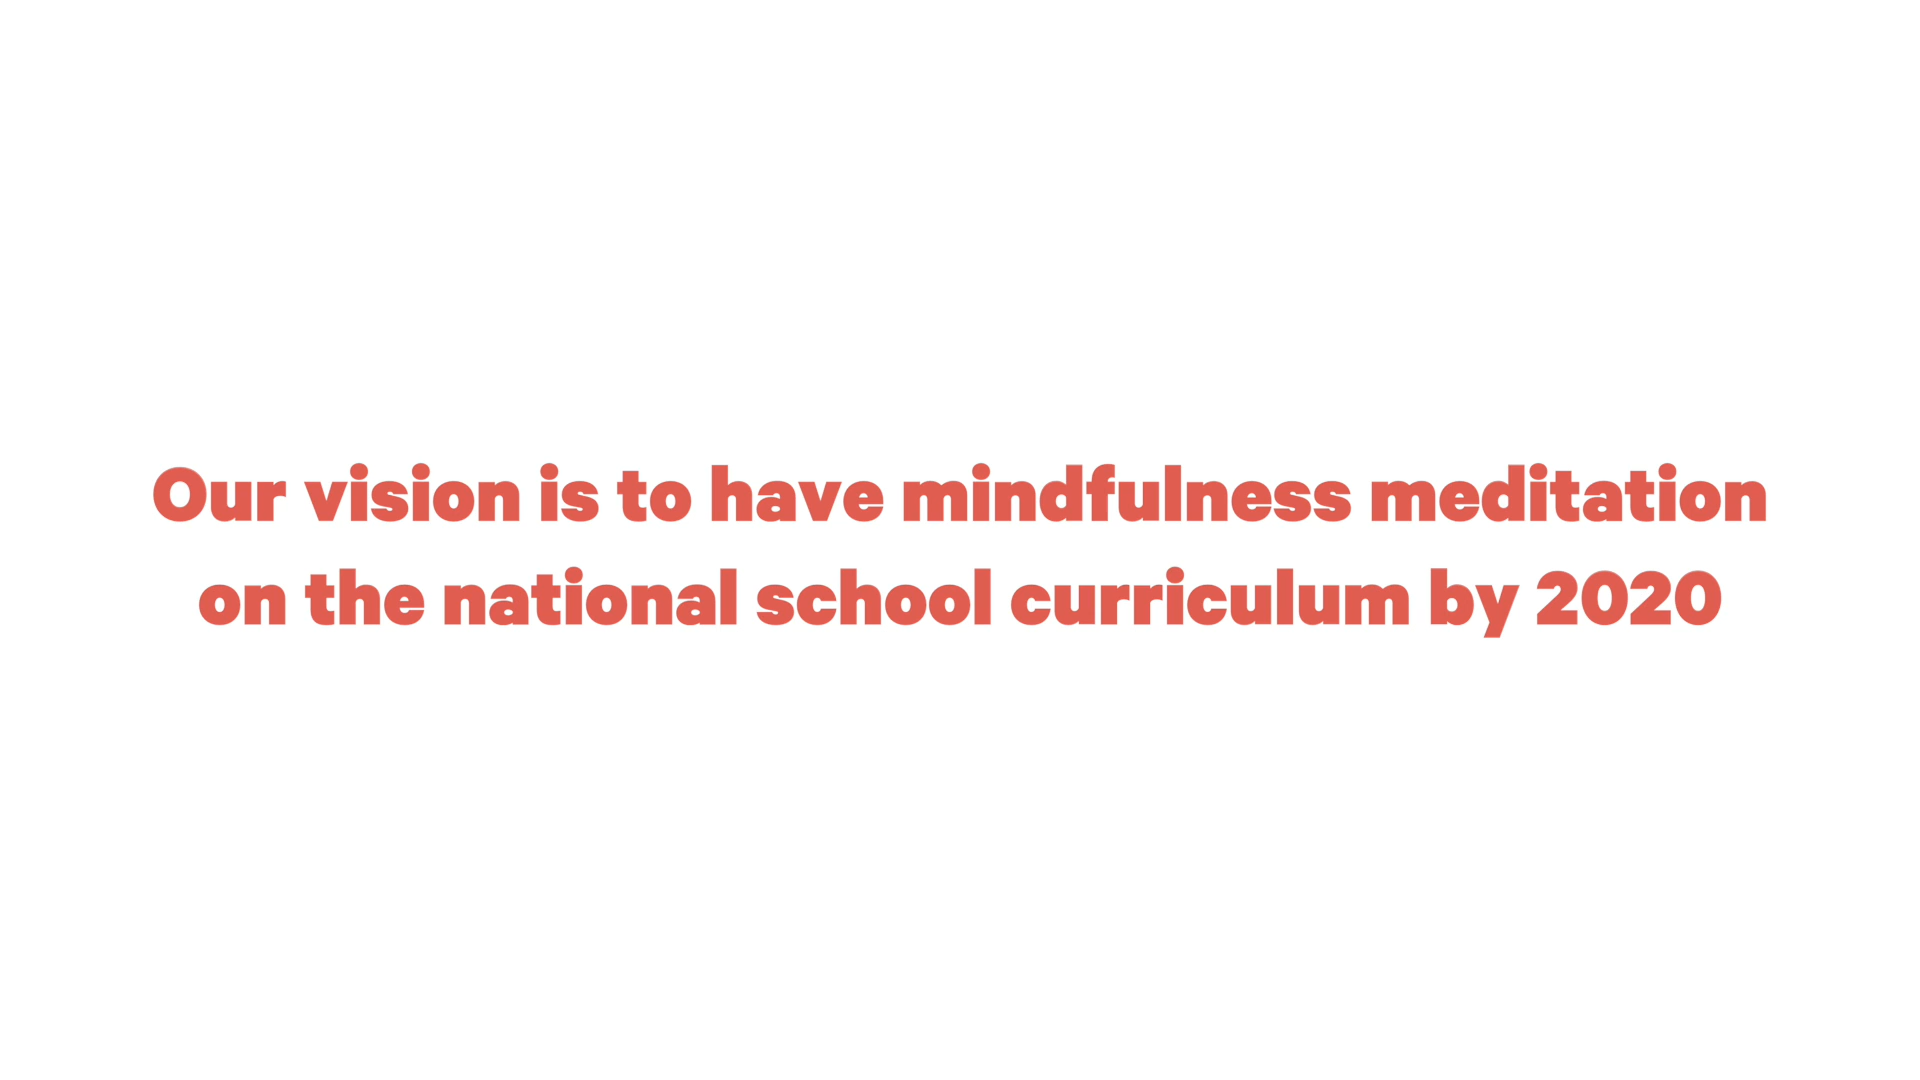 Our vision is to have mindfulness meditation
on the national school curriculum by 2020